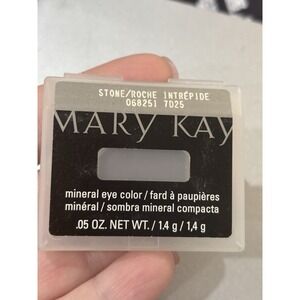 STONE/ROCHE INTRÉPIDE
068251 7D25
MARY KAY
mineral eye color / fard à paupières
minéral / sombra mineral compacta
.05 OZ. NET WT. / 1.4 g / 1,4 g